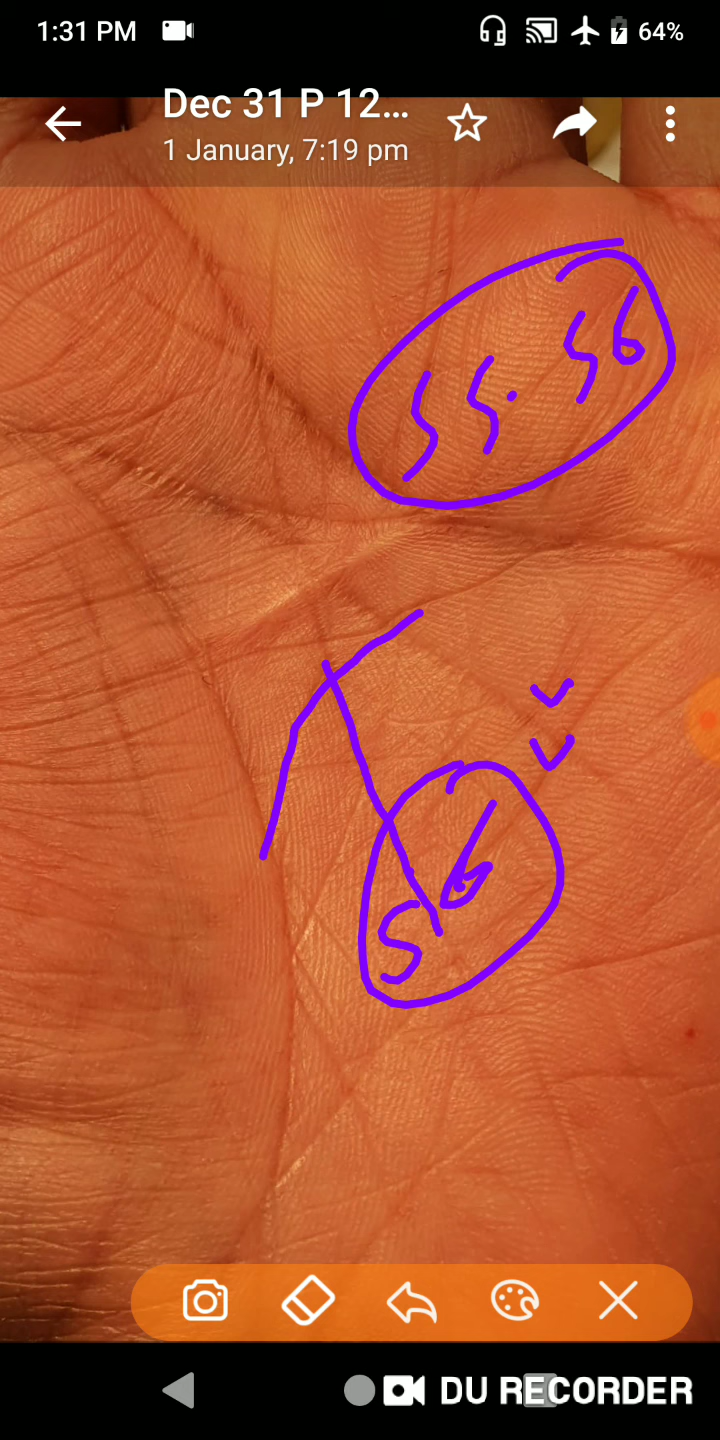 1:31 PM 64%
Dec 31 P 12...
1 January, 7:19 pm
55. 56
56
DU RECORDER